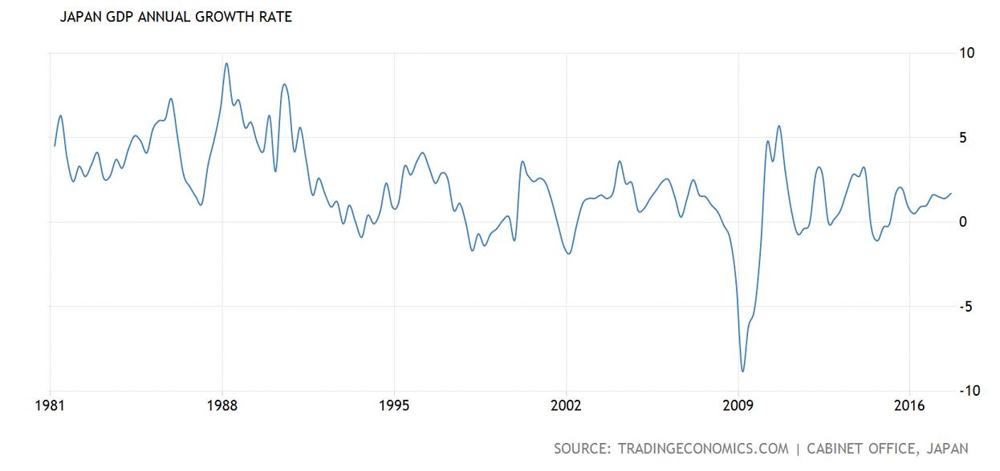 JAPAN GDP ANNUAL GROWTH RATE
10
5
0
-5
-10
1981 1988 1995 2002 2009 2016
SOURCE: TRADINGECONOMICS.COM | CABINET OFFICE, JAPAN